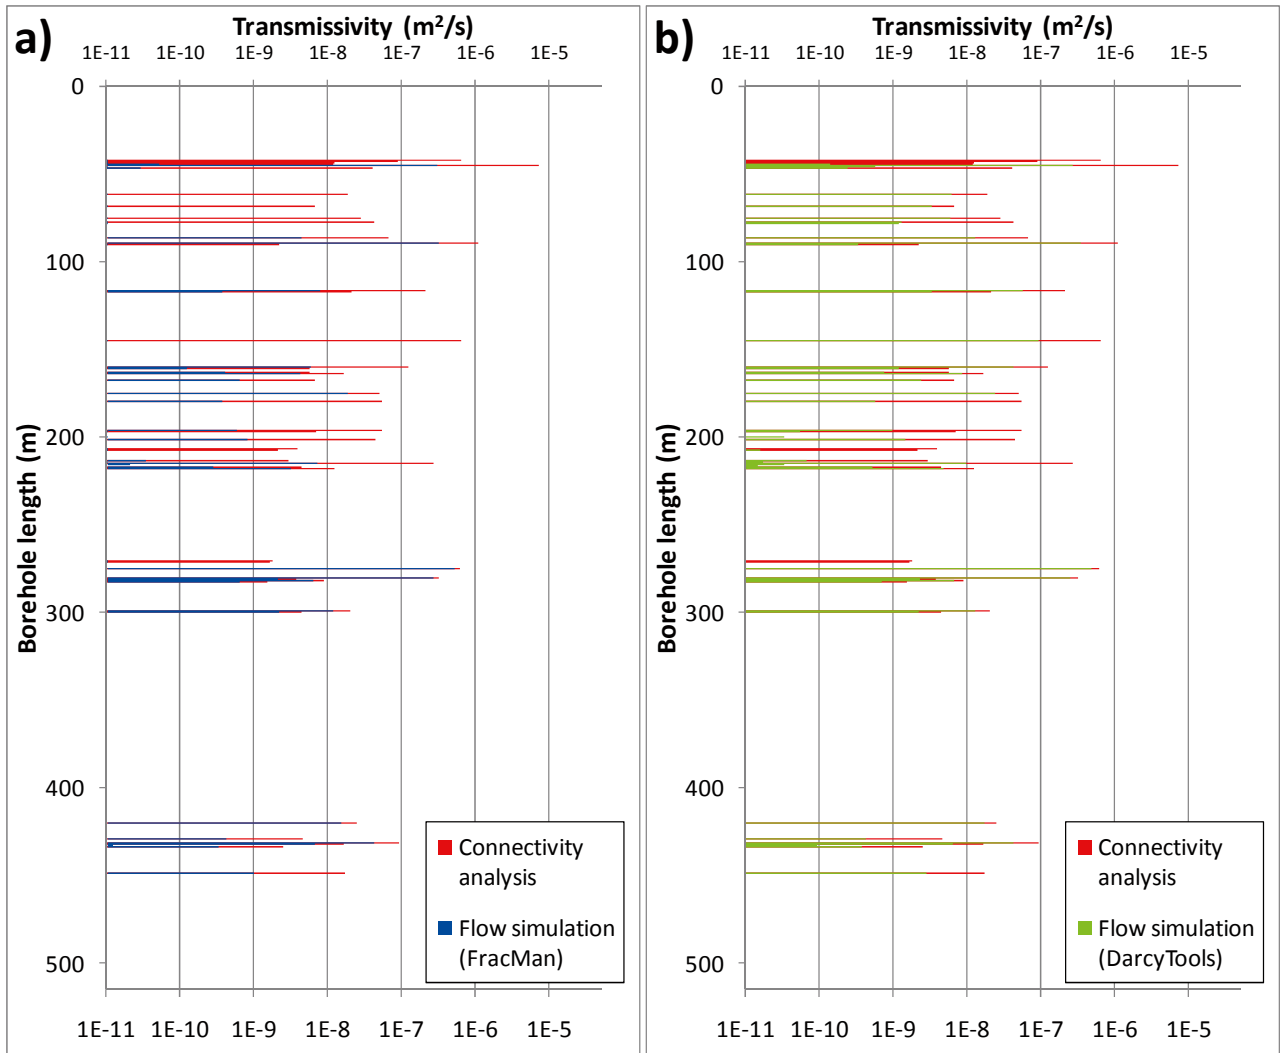 a)
Transmissivity (m²/s)
1E-11 1E-10 1E-9 1E-8 1E-7 1E-6 1E-5
0
100
200
300
400
500
Borehole length (m)
Connectivity
analysis
Flow simulation
(FracMan)
1E-11 1E-10 1E-9 1E-8 1E-7 1E-6 1E-5
b)
Transmissivity (m²/s)
1E-11 1E-10 1E-9 1E-8 1E-7 1E-6 1E-5
0
100
200
300
400
500
Borehole length (m)
Connectivity
analysis
Flow simulation
(DarcyTools)
1E-11 1E-10 1E-9 1E-8 1E-7 1E-6 1E-5